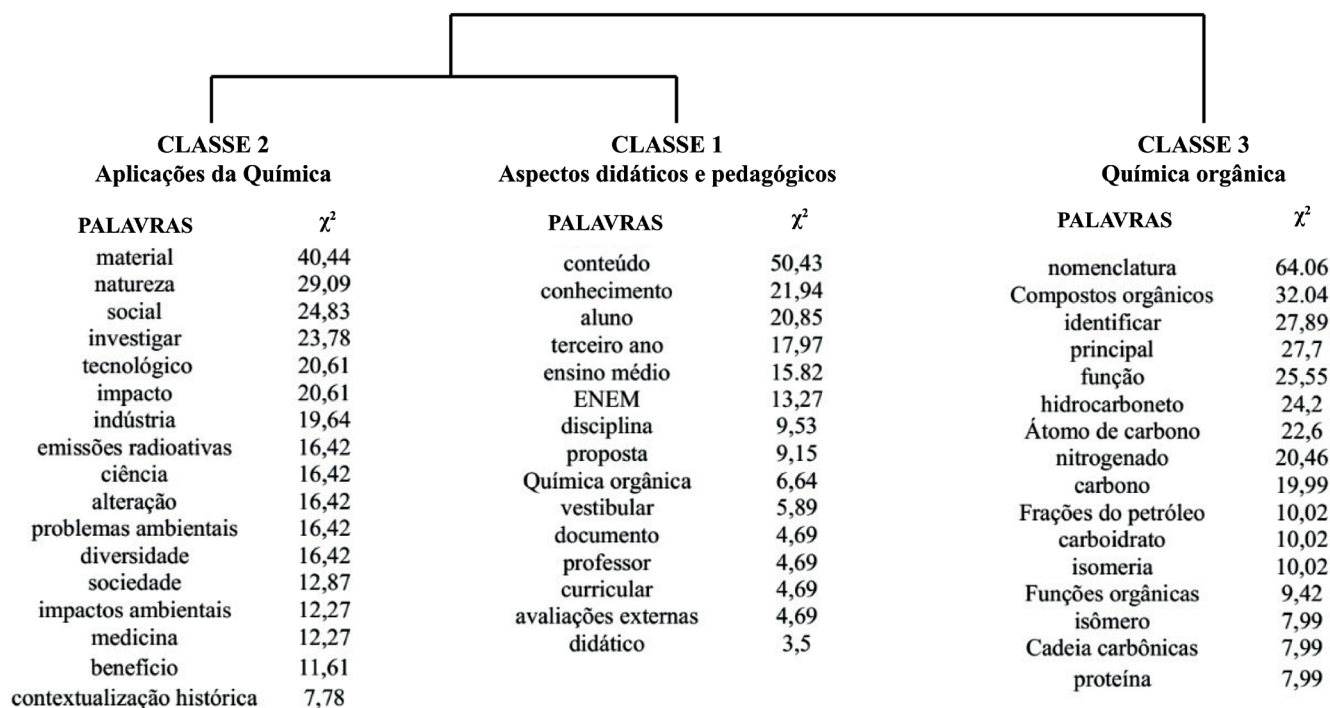 CLASSE 2
Aplicações da Química
PALAVRAS χ²
material 40,44
natureza 29,09
social 24,83
investigar 23,78
tecnológico 20,61
impacto 20,61
indústria 19,64
emissões radioativas 16,42
ciência 16,42
alteração 16,42
problemas ambientais 16,42
diversidade 16,42
sociedade 12,87
impactos ambientais 12,27
medicina 12,27
benefício 11,61
contextualização histórica 7,78
CLASSE 1
Aspectos didáticos e pedagógicos
PALAVRAS χ²
conteúdo 50,43
conhecimento 21,94
aluno 20,85
terceiro ano 17,97
ensino médio 15.82
ENEM 13,27
disciplina 9,53
proposta 9,15
Química orgânica 6,64
vestibular 5,89
documento 4,69
professor 4,69
curricular 4,69
avaliações externas 4,69
didático 3,5
CLASSE 3
Química orgânica
PALAVRAS χ²
nomenclatura 64.06
Compostos orgânicos 32.04
identificar 27,89
principal 27,7
função 25,55
hidrocarboneto 24,2
Átomo de carbono 22,6
nitrogenado 20,46
carbono 19,99
Frações do petróleo 10,02
carboidrato 10,02
isomeria 10,02
Funções orgânicas 9,42
isômero 7,99
Cadeia carbônicas 7,99
proteína 7,99